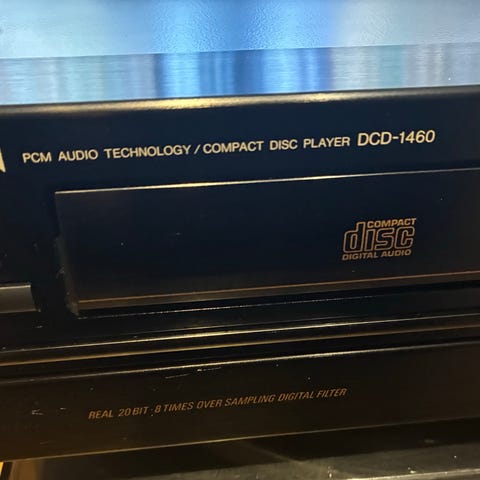 PCM AUDIO TECHNOLOGY / COMPACT DISC PLAYER DCD-1460
COMPACT
disc
DIGITAL AUDIO
REAL 20 BIT · 8 TIMES OVER SAMPLING DIGITAL FILTER